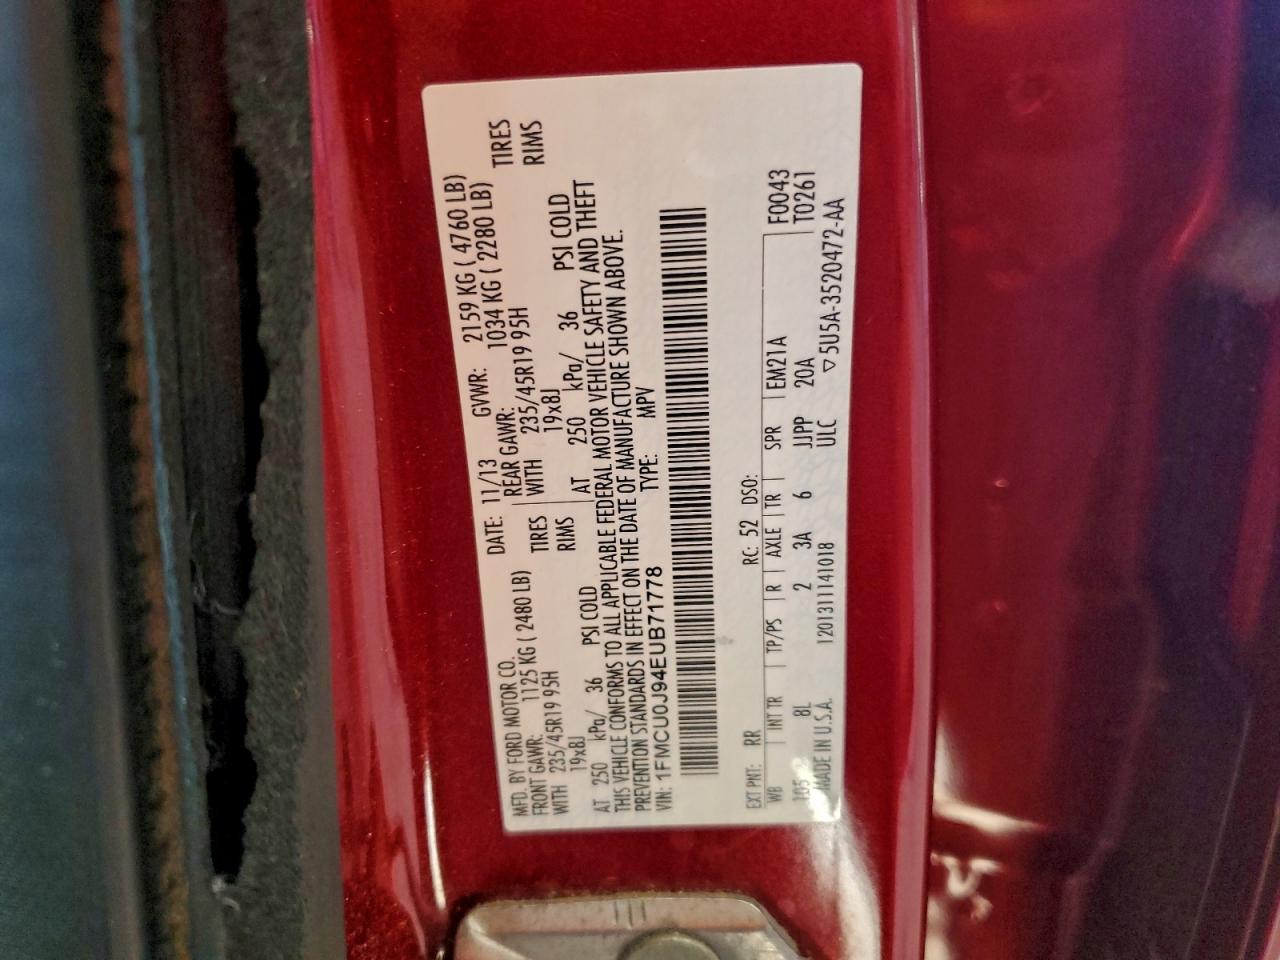 MFD. BY FORD MOTOR CO. DATE: 11/13 GVWR: 2159 KG ( 4760 LB)
FRONT GAWR: 1125 KG ( 2480 LB) REAR GAWR: 1034 KG ( 2280 LB)
WITH 235/45R19 95H TIRES WITH 235/45R19 95H TIRES
19x8J RIMS 19x8J RIMS
AT 250 kPa/ 36 PSI COLD AT 250 kPa/ 36 PSI COLD
THIS VEHICLE CONFORMS TO ALL APPLICABLE FEDERAL MOTOR VEHICLE SAFETY AND THEFT
PREVENTION STANDARDS IN EFFECT ON THE DATE OF MANUFACTURE SHOWN ABOVE.
VIN: 1FMCU0J94EUB71778 TYPE: MPV
EXT PNT: RR RC: 52 DSO:
WB INT TR TP/PS R AXLE TR SPR EM21A F0043
8L 2 3A 6 JJPP 20A T0261
MADE IN U.S.A. 1201311141018 ULC ▽5U5A-3520472-AA